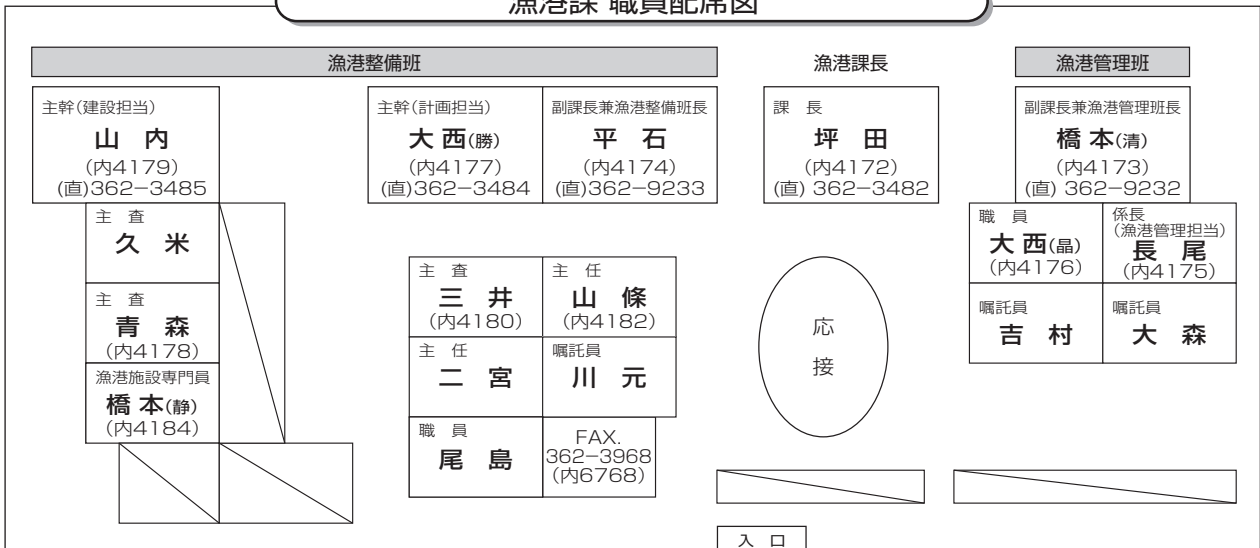 漁港課 職員配席図
漁港整備班
漁港課長
漁港管理班
主幹(建設担当)
山 内
(内4179)
(直)362−3485
主幹(計画担当)
大 西(勝)
(内4177)
(直)362−3484
副課長兼漁港整備班長
平 石
(内4174)
(直)362−9233
課 長
坪 田
(内4172)
(直) 362−3482
副課長兼漁港管理班長
橋 本(清)
(内4173)
(直) 362−9232
主 査
久 米
主 査
青 森
(内4178)
漁港施設専門員
橋 本(静)
(内4184)
主 査
三 井
(内4180)
主 任
山 條
(内4182)
主 任
二 宮
嘱託員
川 元
職 員
尾 島
FAX.
362−3968
(内6768)
応
接
職 員
大 西(晶)
(内4176)
係長
(漁港管理担当)
長 尾
(内4175)
嘱託員
吉 村
嘱託員
大 森
入 口